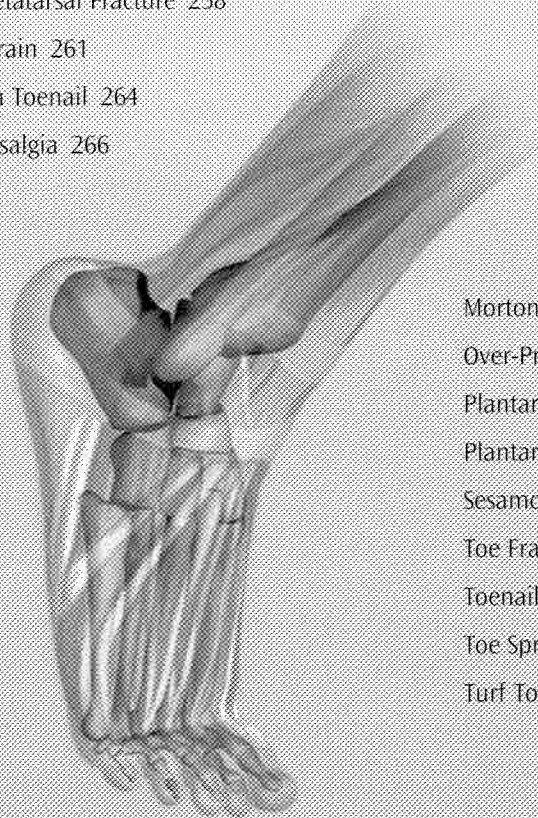 etatarsal Fracture 258
rain 261
n Toenail 264
salgia 266
Morton
Over-Pr
Plantar
Plantar
Sesamo
Toe Fra
Toenail
Toe Spr
Turf To